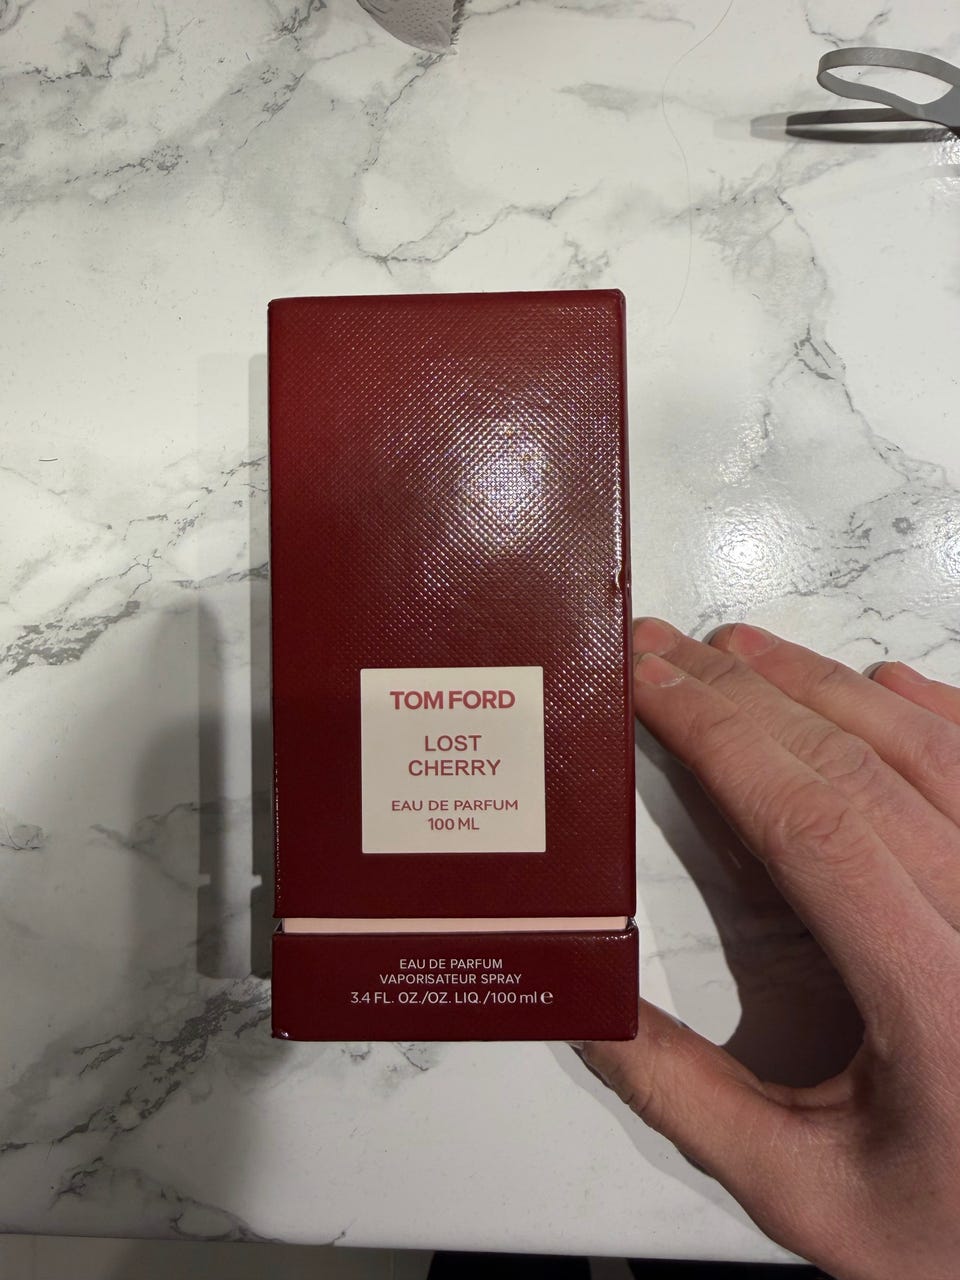 TOM FORD
LOST
CHERRY
EAU DE PARFUM
100 ML
EAU DE PARFUM
VAPORISATEUR SPRAY
3.4 FL. OZ./OZ. LIQ./100 ml ℮